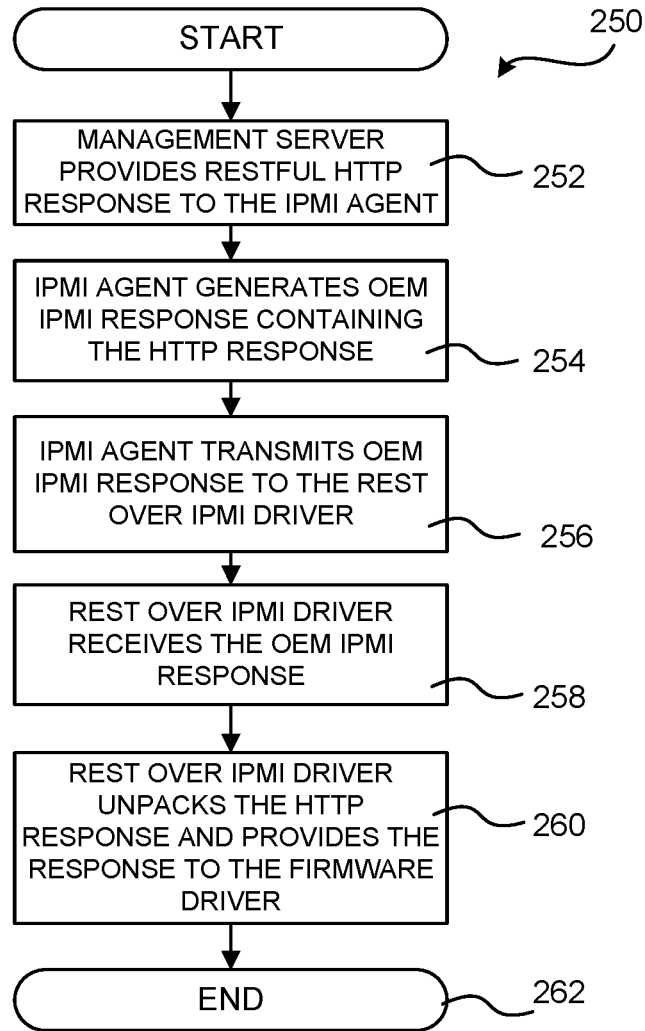 START
250
MANAGEMENT SERVER
PROVIDES RESTFUL HTTP
RESPONSE TO THE IPMI AGENT
252
IPMI AGENT GENERATES OEM
IPMI RESPONSE CONTAINING
THE HTTP RESPONSE
254
IPMI AGENT TRANSMITS OEM
IPMI RESPONSE TO THE REST
OVER IPMI DRIVER
256
REST OVER IPMI DRIVER
RECEIVES THE OEM IPMI
RESPONSE
258
REST OVER IPMI DRIVER
UNPACKS THE HTTP
RESPONSE AND PROVIDES THE
RESPONSE TO THE FIRMWARE
DRIVER
260
END
262